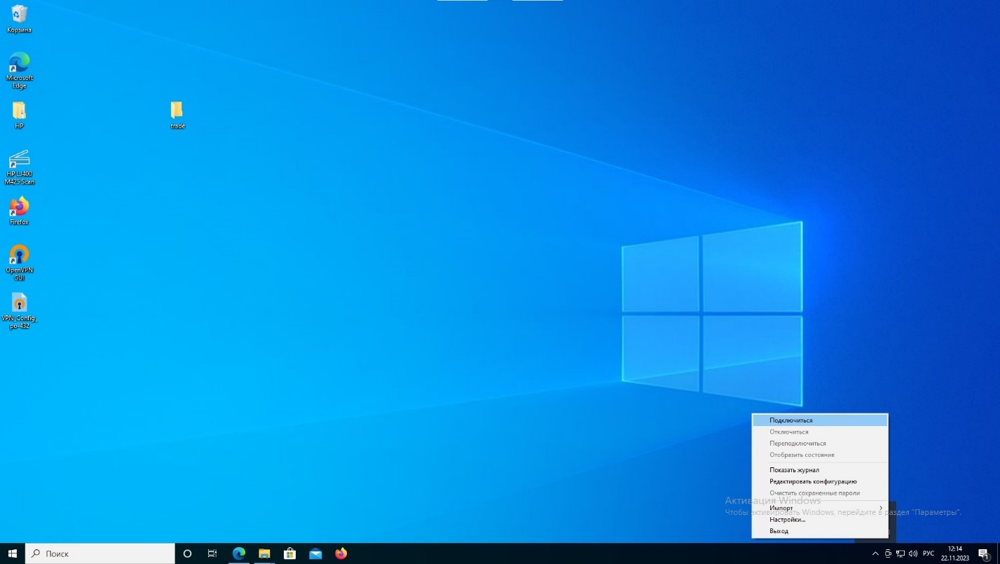 Корзина
Microsoft
Edge
HP
trade
HP LJ400
M425 Scan
Firefox
OpenVPN
GUI
VPN_Config_
po-432
Подключиться
Отключиться
Переподключиться
Отобразить состояние
Показать журнал
Редактировать конфигурацию
Очистить сохраненные пароли
Импорт
Настройки...
Выход
Активация Windows
Чтобы активировать Windows, перейдите в раздел "Параметры".
Поиск
РУС
12:14
22.11.2023
1